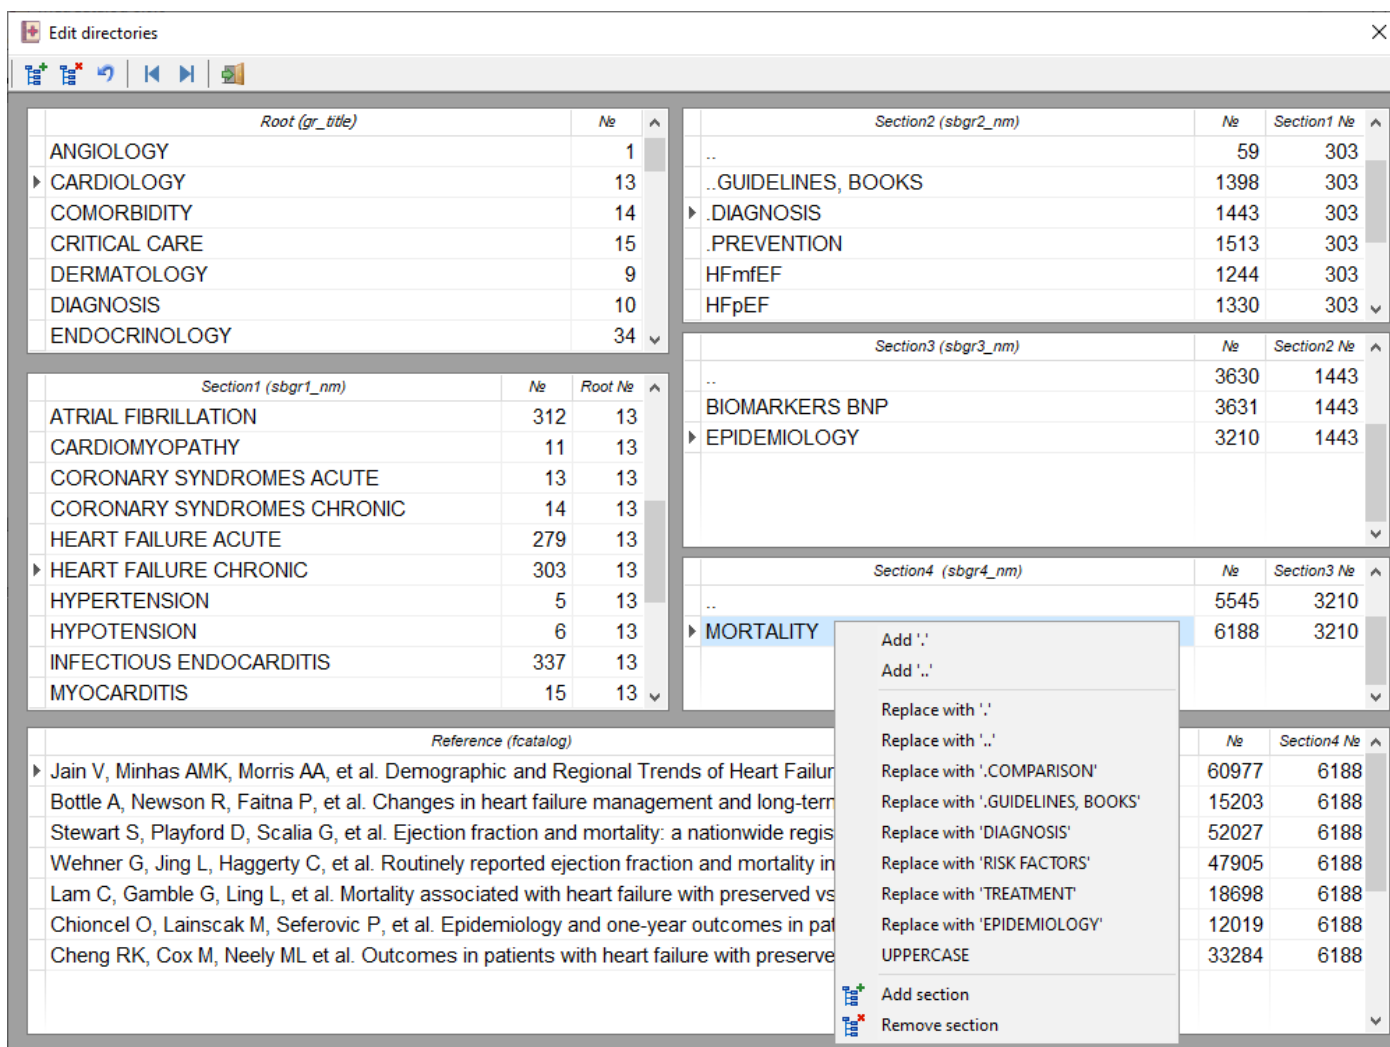 Edit directories
Root (gr_title) №
ANGIOLOGY 1
CARDIOLOGY 13
COMORBIDITY 14
CRITICAL CARE 15
DERMATOLOGY 9
DIAGNOSIS 10
ENDOCRINOLOGY 34
Section1 (sbgr1_nm) № Root №
ATRIAL FIBRILLATION 312 13
CARDIOMYOPATHY 11 13
CORONARY SYNDROMES ACUTE 13 13
CORONARY SYNDROMES CHRONIC 14 13
HEART FAILURE ACUTE 279 13
HEART FAILURE CHRONIC 303 13
HYPERTENSION 5 13
HYPOTENSION 6 13
INFECTIOUS ENDOCARDITIS 337 13
MYOCARDITIS 15 13
Section2 (sbgr2_nm) № Section1 №
.. 59 303
..GUIDELINES, BOOKS 1398 303
.DIAGNOSIS 1443 303
.PREVENTION 1513 303
HFmfEF 1244 303
HFpEF 1330 303
Section3 (sbgr3_nm) № Section2 №
.. 3630 1443
BIOMARKERS BNP 3631 1443
EPIDEMIOLOGY 3210 1443
Section4 (sbgr4_nm) № Section3 №
.. 5545 3210
MORTALITY 6188 3210
Reference (fcatalog) № Section4 №
Jain V, Minhas AMK, Morris AA, et al. Demographic and Regional Trends of Heart Failur 60977 6188
Bottle A, Newson R, Faitna P, et al. Changes in heart failure management and long-term 15203 6188
Stewart S, Playford D, Scalia G, et al. Ejection fraction and mortality: a nationwide regis 52027 6188
Wehner G, Jing L, Haggerty C, et al. Routinely reported ejection fraction and mortality in 47905 6188
Lam C, Gamble G, Ling L, et al. Mortality associated with heart failure with preserved vs 18698 6188
Chioncel O, Lainscak M, Seferovic P, et al. Epidemiology and one-year outcomes in pat 12019 6188
Cheng RK, Cox M, Neely ML et al. Outcomes in patients with heart failure with preserve 33284 6188
Add '.'
Add '..'
Replace with '.'
Replace with '..'
Replace with '.COMPARISON'
Replace with '.GUIDELINES, BOOKS'
Replace with 'DIAGNOSIS'
Replace with 'RISK FACTORS'
Replace with 'TREATMENT'
Replace with 'EPIDEMIOLOGY'
UPPERCASE
Add section
Remove section